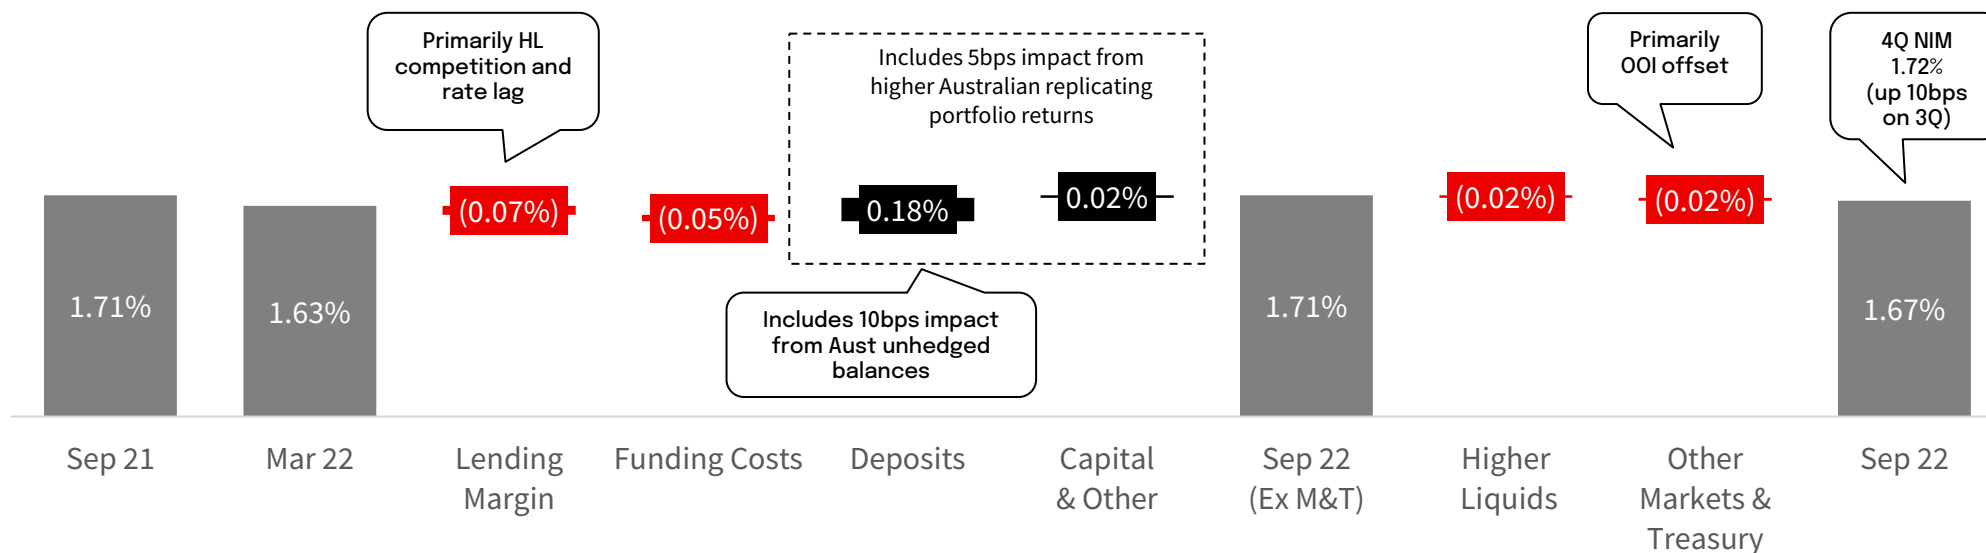 Primarily HL
competition and
rate lag
Includes 5bps impact from
higher Australian replicating
portfolio returns
Primarily
OOI offset
4Q NIM
1.72%
(up 10bps
on 3Q)
(0.07%)
(0.05%)
0.18%
0.02%
(0.02%)
(0.02%)
1.71%
1.63%
1.71%
1.67%
Includes 10bps impact
from Aust unhedged
balances
Sep 21
Mar 22
Lending
Margin
Funding Costs
Deposits
Capital
& Other
Sep 22
(Ex M&T)
Higher
Liquids
Other
Markets &
Treasury
Sep 22